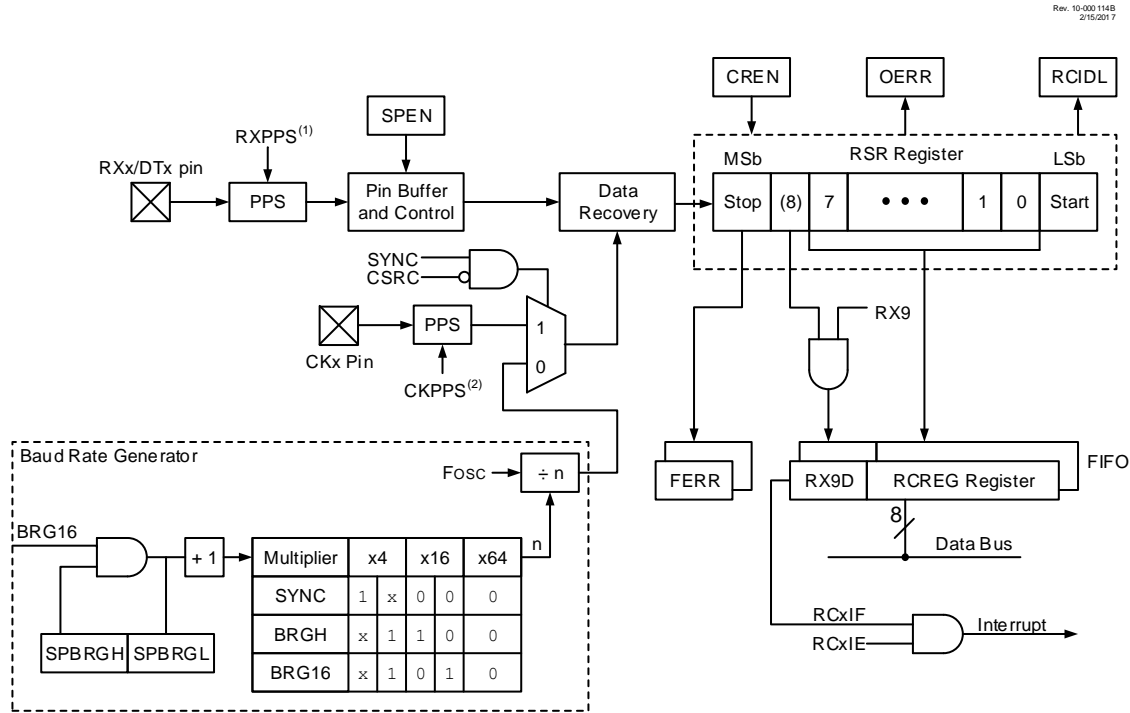 Rev. 10-000114B
2/15/2017
CREN
OERR
RCIDL
SPEN
RXPPS(1)
MSb
RSR Register
LSb
RXx/DTx pin
PPS
Pin Buffer
and Control
Data
Recovery
Stop (8) 7 • • • 1 0 Start
SYNC
CSRC
PPS
1
RX9
0
CKx Pin
CKPPS(2)
Baud Rate Generator
FOSC
÷ n
FERR
RX9D
RCREG Register
FIFO
8
Data Bus
BRG16
+ 1
n
Multiplier x4 x16 x64
SYNC 1 x 0 0 0
BRGH x 1 1 0 0
BRG16 x 1 0 1 0
SPBRGH SPBRGL
RCxIF
RCxIE
Interrupt